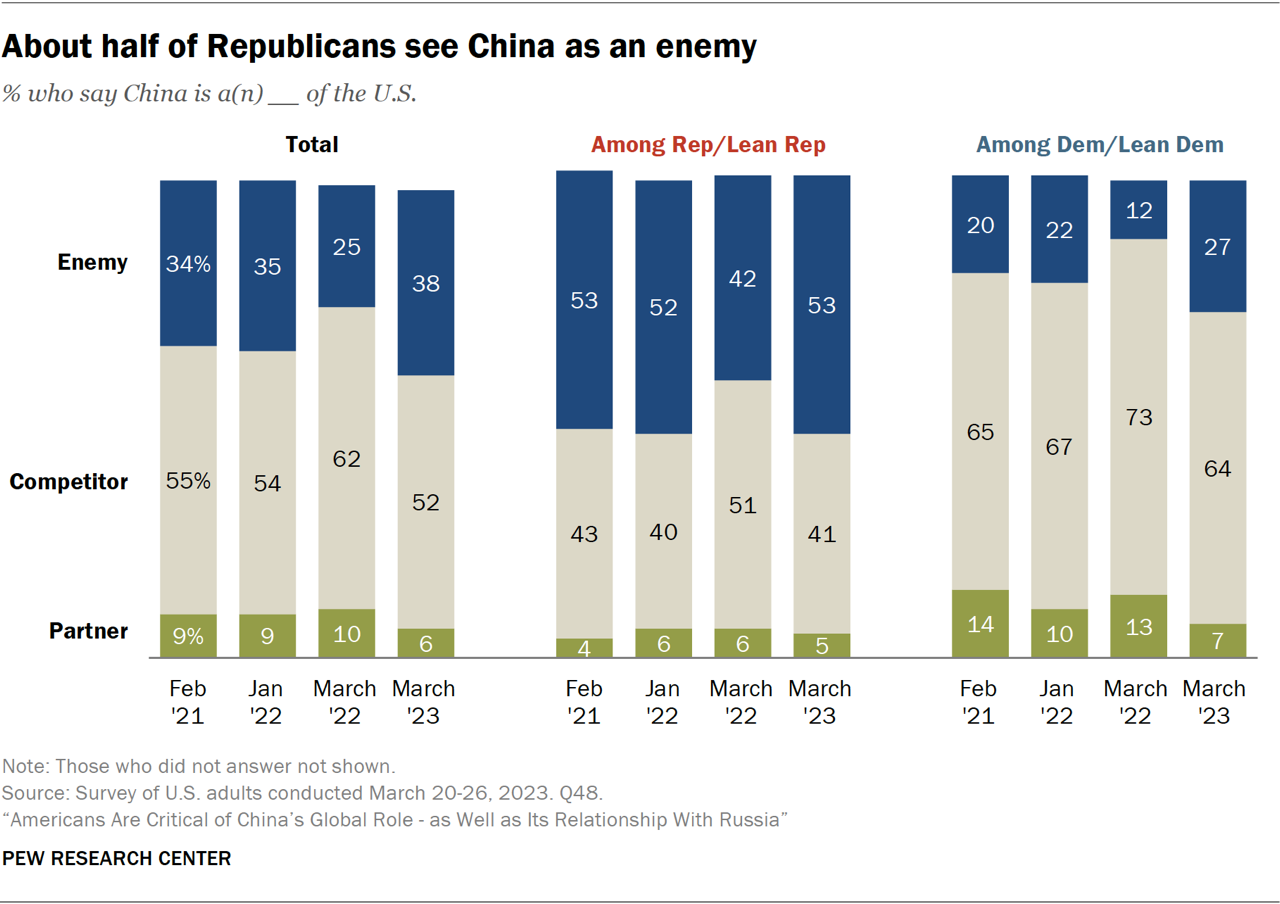 About half of Republicans see China as an enemy
% who say China is a(n) __ of the U.S.
Total
Among Rep/Lean Rep
Among Dem/Lean Dem
Enemy
34% 35 25 38
53 52 42 53
20 22 12 27
Competitor
55% 54 62 52
43 40 51 41
65 67 73 64
Partner
9% 9 10 6
4 6 6 5
14 10 13 7
Feb Jan March March
'21 '22 '22 '23
Feb Jan March March
'21 '22 '22 '23
Feb Jan March March
'21 '22 '22 '23
Note: Those who did not answer not shown.
Source: Survey of U.S. adults conducted March 20-26, 2023. Q48.
“Americans Are Critical of China’s Global Role - as Well as Its Relationship With Russia”
PEW RESEARCH CENTER